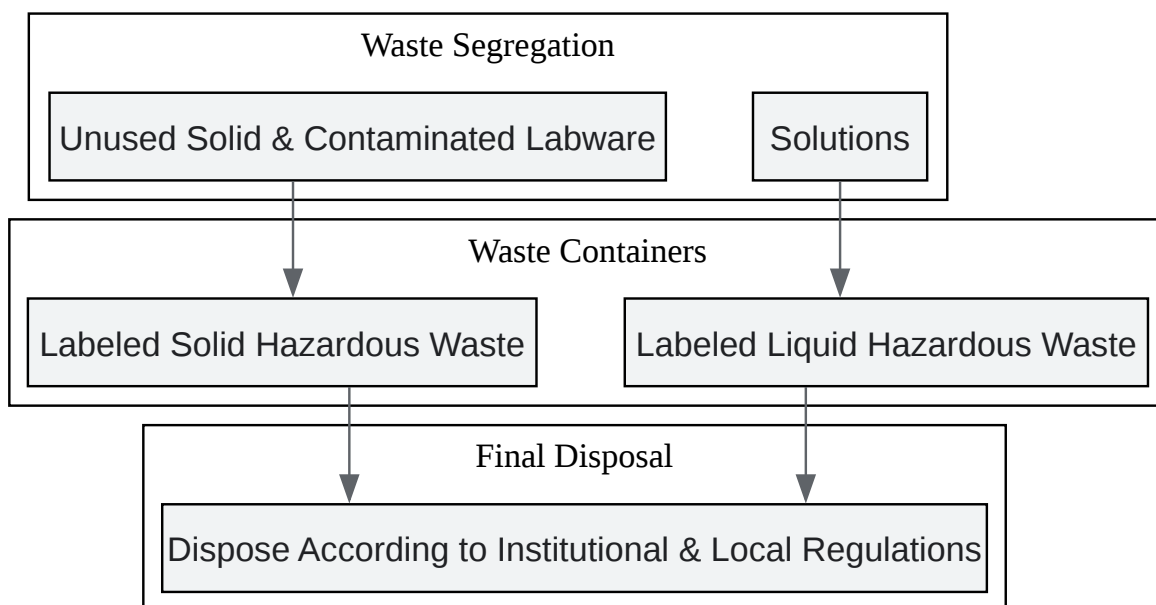 Waste Segregation
Unused Solid & Contaminated Labware
Solutions
Waste Containers
Labeled Solid Hazardous Waste
Labeled Liquid Hazardous Waste
Final Disposal
Dispose According to Institutional & Local Regulations